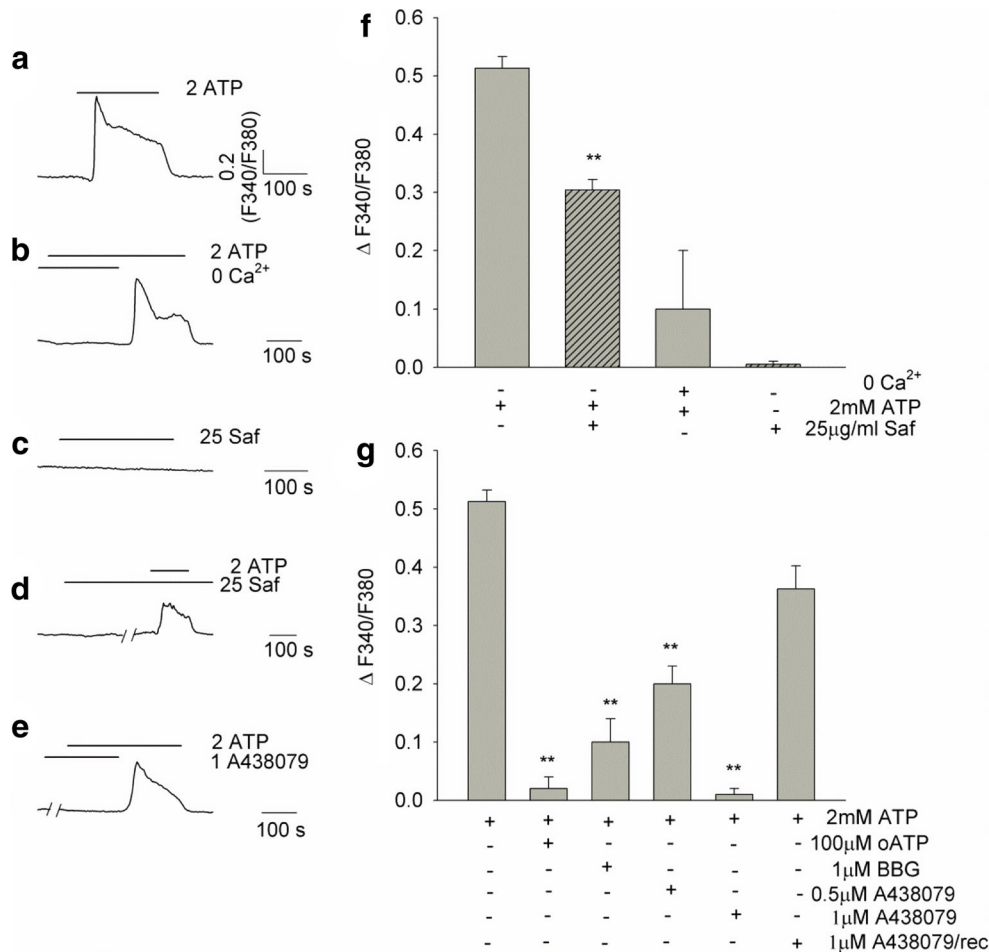 a
2 ATP
0.2
(F340/F380)
100 s
b
2 ATP
0 Ca²⁺
100 s
c
25 Saf
100 s
d
2 ATP
25 Saf
100 s
e
2 ATP
1 A438079
100 s
f
Δ F340/F380
0.6
0.5
0.4
0.3
0.2
0.1
0.0
**
- - + - 0 Ca²⁺
+ + + - 2mM ATP
- + - + 25µg/ml Saf
g
Δ F340/F380
0.6
0.5
0.4
0.3
0.2
0.1
0.0
** ** ** **
+ + + + + + 2mM ATP
- + - - - - 100µM oATP
- - + - - - 1µM BBG
- - - + - - 0.5µM A438079
- - - - + - 1µM A438079
- - - - - + 1µM A438079/rec